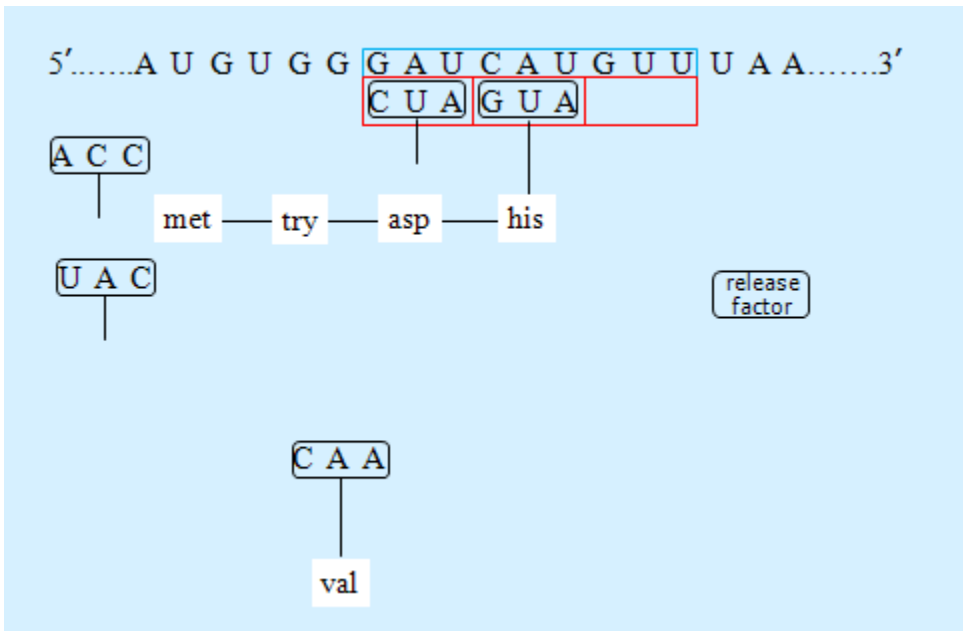 5′.......A U G U G G G A U C A U G U U U A A.......3′
C U A G U A
A C C
met try asp his
U A C
release
factor
C A A
val